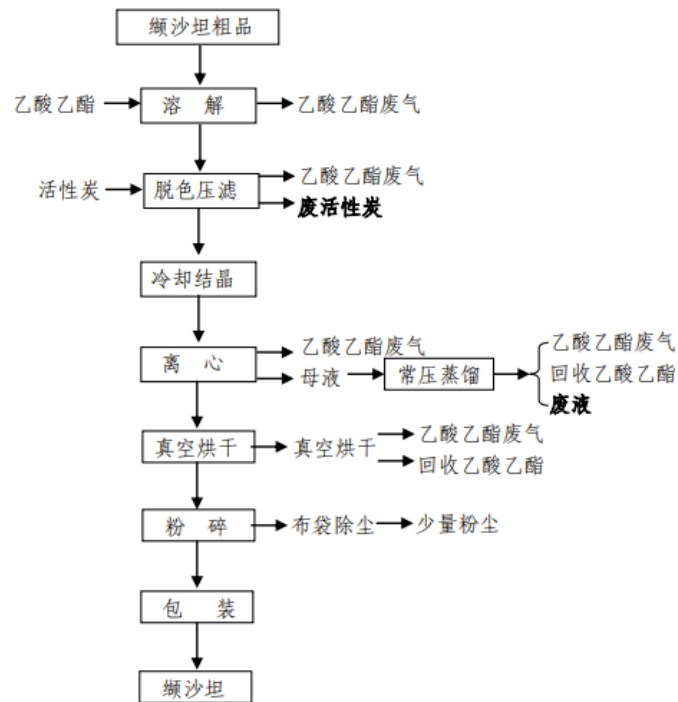 缬沙坦粗品
乙酸乙酯 溶 解 乙酸乙酯废气
活性炭 脱色压滤 乙酸乙酯废气
废活性炭
冷却结晶
离 心 乙酸乙酯废气
母液 常压蒸馏 乙酸乙酯废气
回收乙酸乙酯
废液
真空烘干 真空烘干 乙酸乙酯废气
回收乙酸乙酯
粉 碎 布袋除尘 少量粉尘
包 装
缬沙坦